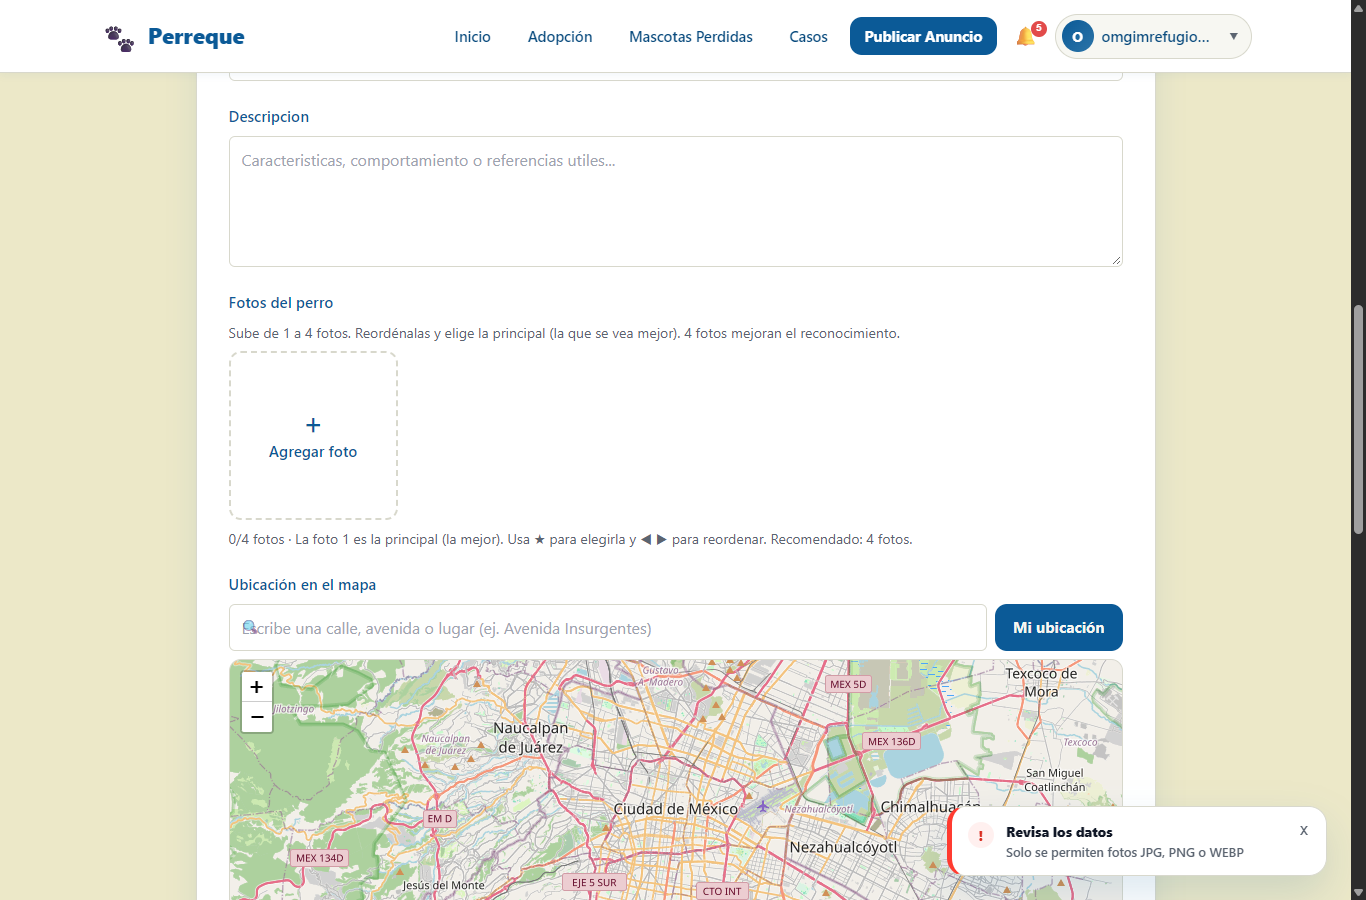 Perreque
Inicio
Adopción
Mascotas Perdidas
Casos
Publicar Anuncio
5
O
omgimrefugio...
Descripcion
Caracteristicas, comportamiento o referencias utiles...
Fotos del perro
Sube de 1 a 4 fotos. Reordénalas y elige la principal (la que se vea mejor). 4 fotos mejoran el reconocimiento.
+
Agregar foto
0/4 fotos · La foto 1 es la principal (la mejor). Usa ★ para elegirla y ◀ ▶ para reordenar. Recomendado: 4 fotos.
Ubicación en el mapa
Escribe una calle, avenida o lugar (ej. Avenida Insurgentes)
Mi ubicación
+
−
Jilotzingo
Naucalpan
de Juárez
Naucalpan
de Juárez
Gustavo
A. Madero
MEX 5D
Texcoco de
Mora
MEX 136D
Texcoco
San Miguel
Coatlinchán
Ciudad de México
Nezahualcóyotl
Chimalhuacán
EM D
Nezahualcóyotl
MEX 134D
Jesús del Monte
EJE 5 SUR
CTO INT
!
Revisa los datos
X
Solo se permiten fotos JPG, PNG o WEBP